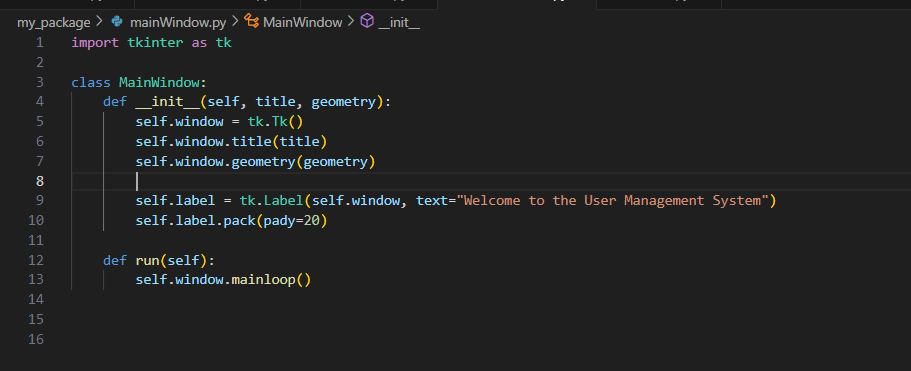 my_package > mainWindow.py > MainWindow > __init__
1 import tkinter as tk
2
3 class MainWindow:
4     def __init__(self, title, geometry):
5         self.window = tk.Tk()
6         self.window.title(title)
7         self.window.geometry(geometry)
8
9         self.label = tk.Label(self.window, text="Welcome to the User Management System")
10         self.label.pack(pady=20)
11
12     def run(self):
13         self.window.mainloop()
14
15
16